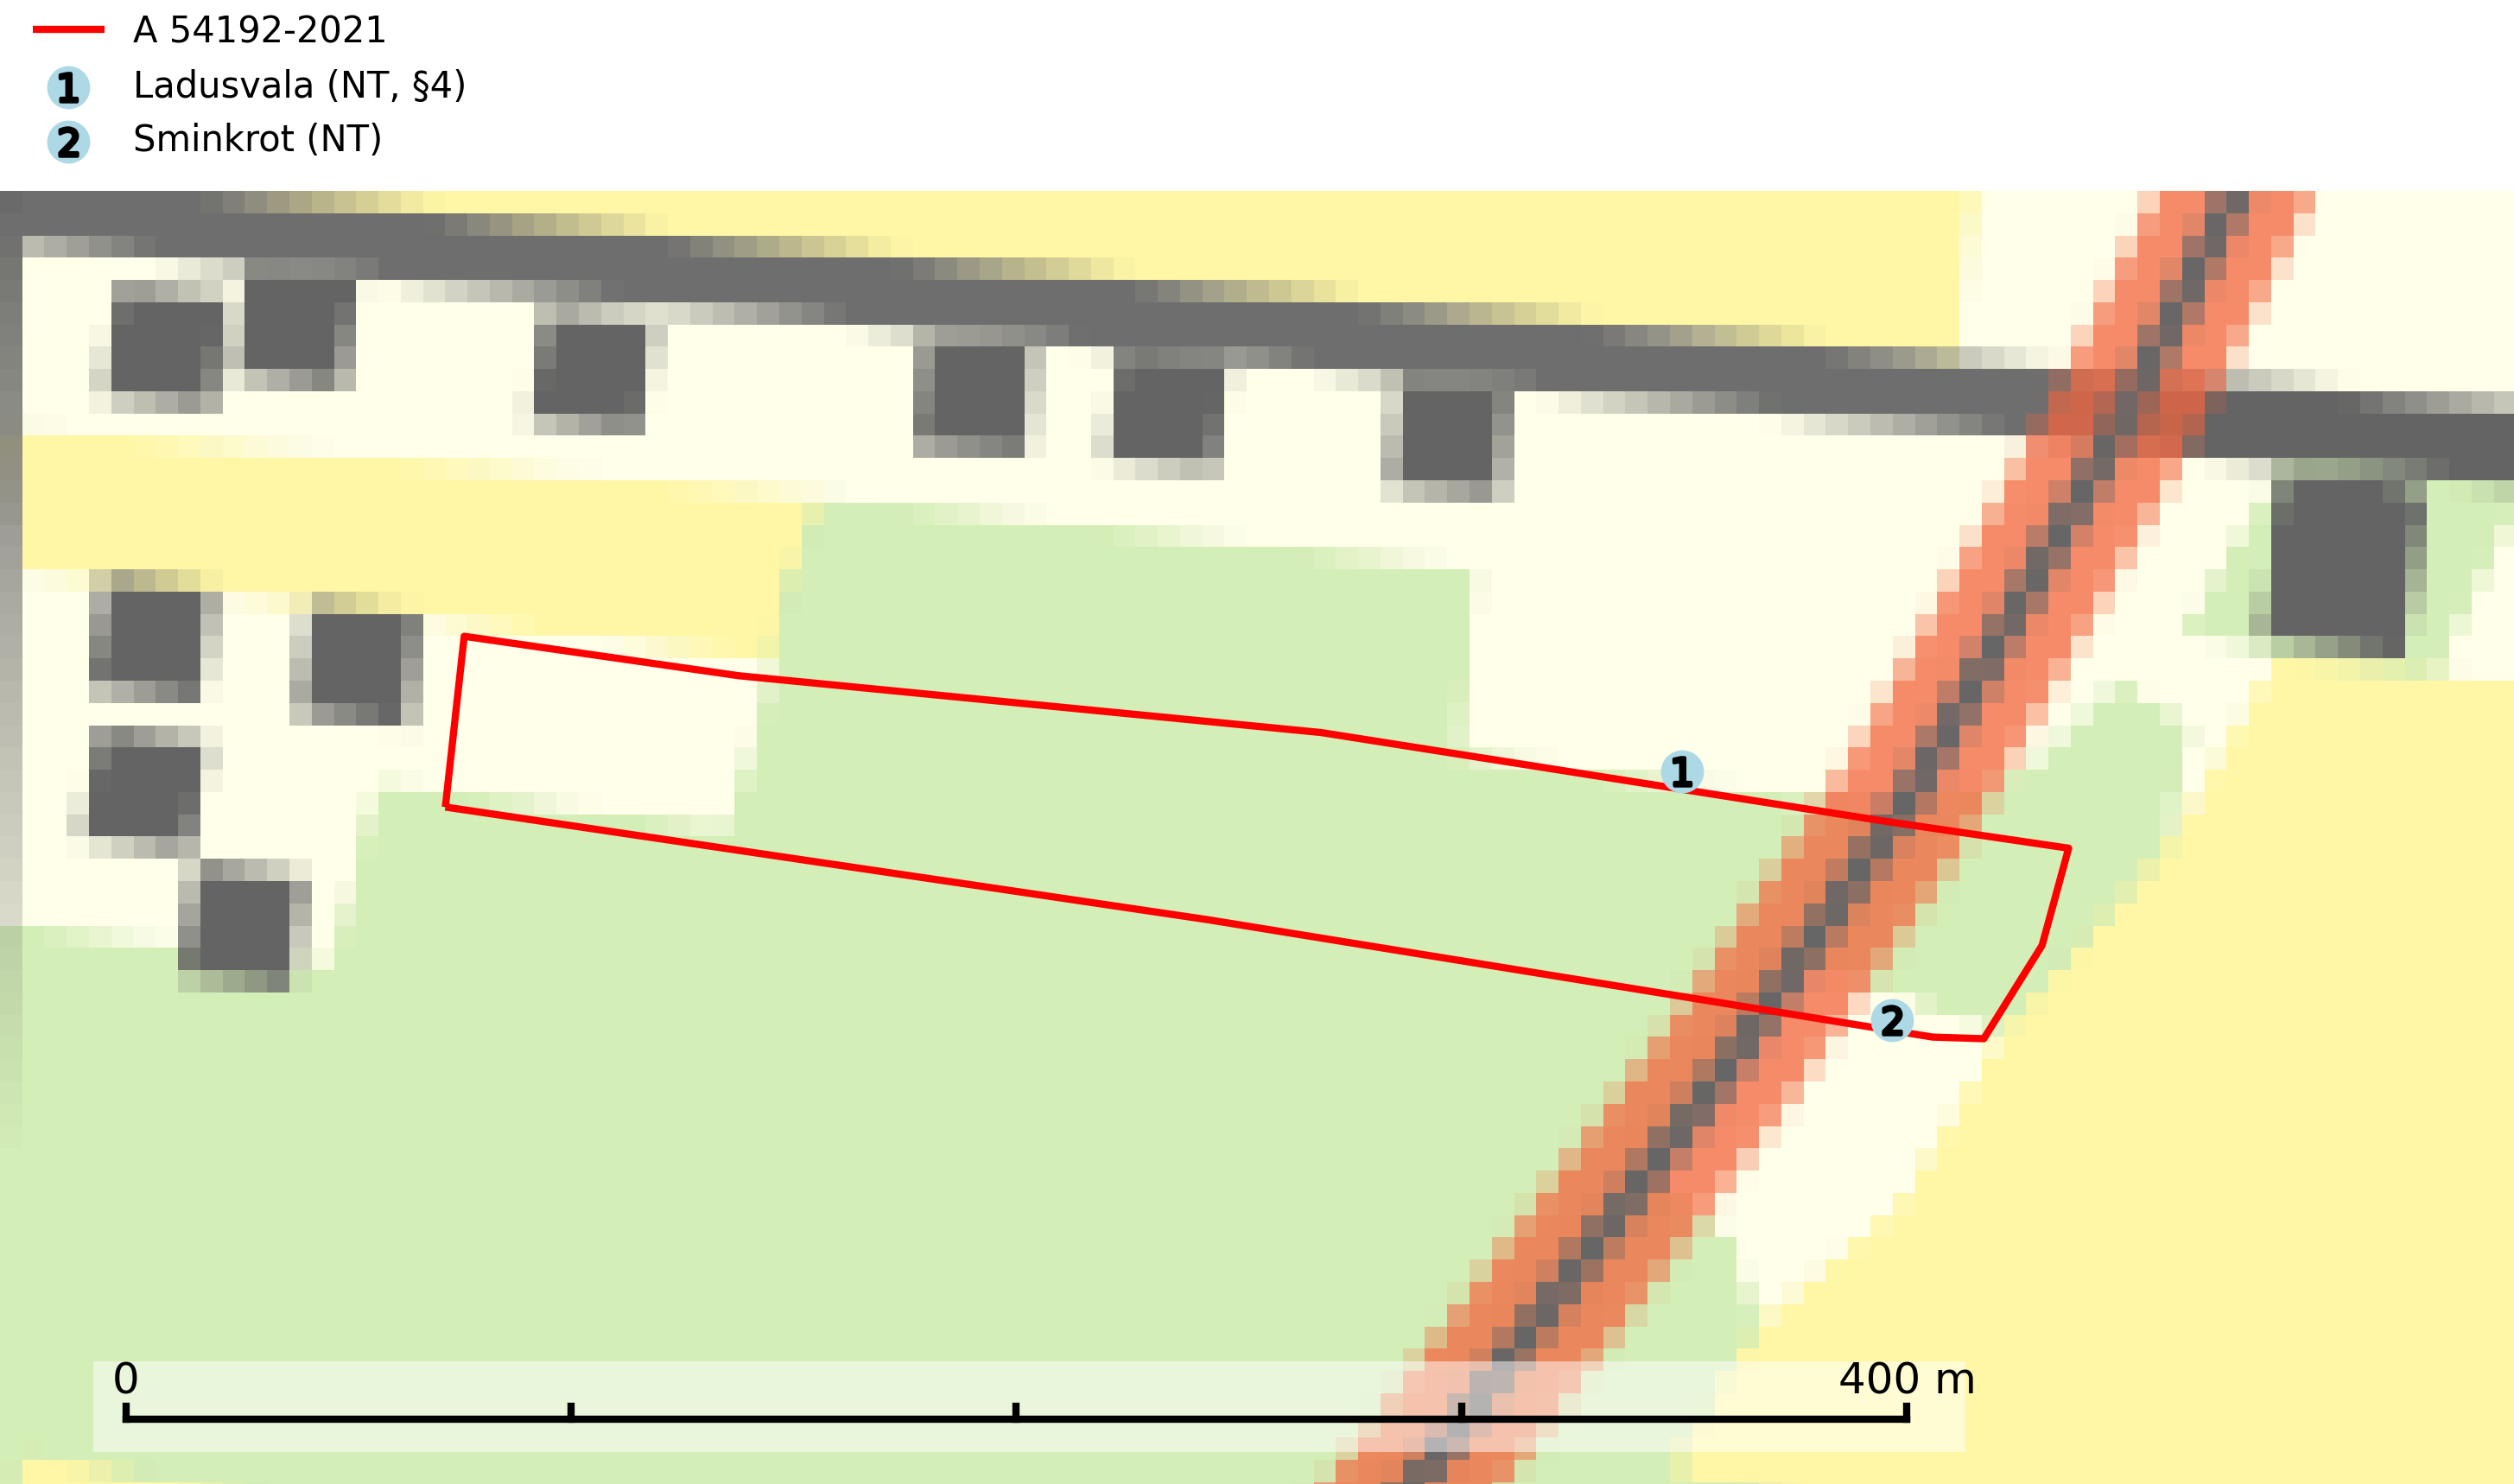 A 54192-2021
1 Ladusvala (NT, §4)
2 Sminkrot (NT)
1
2
0 400 m